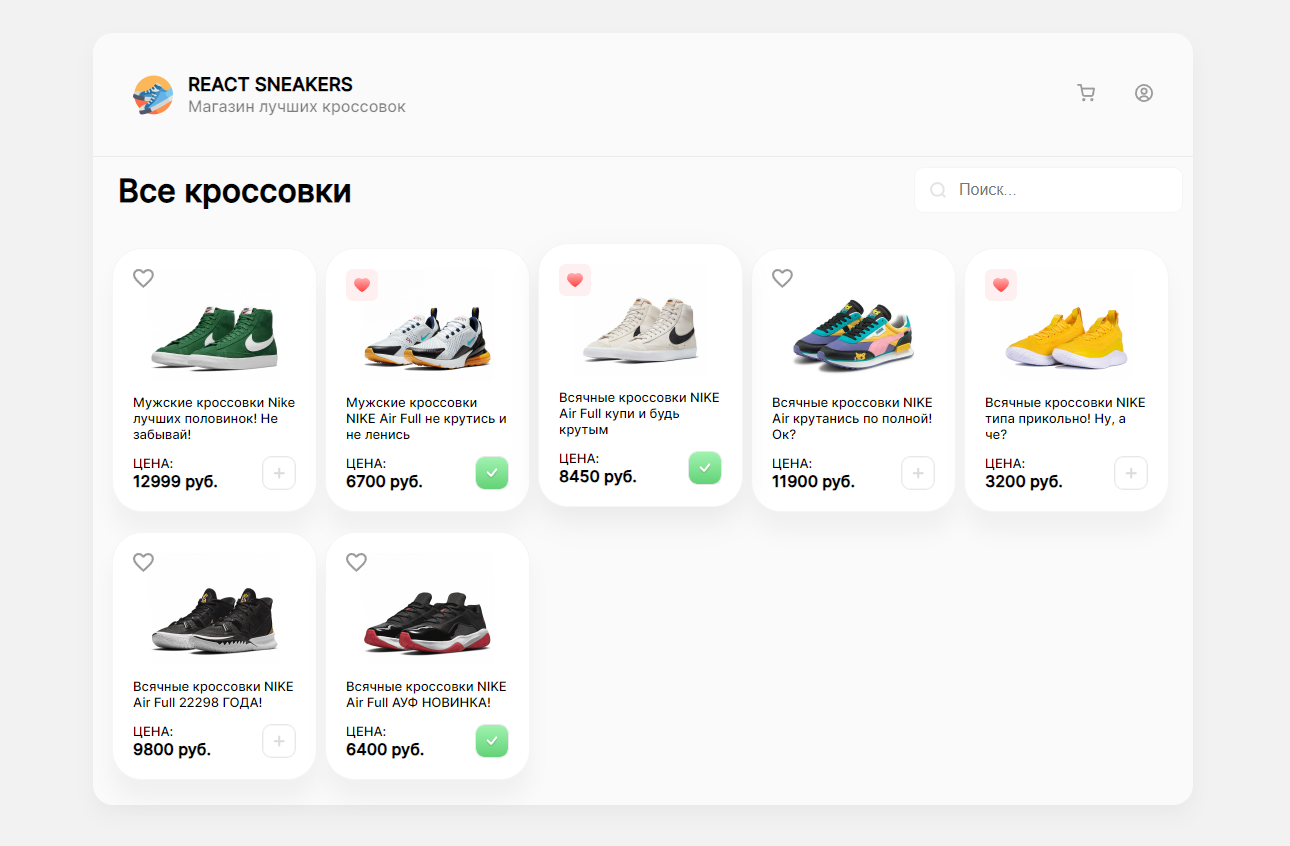 REACT SNEAKERS
Магазин лучших кроссовок
Все кроссовки
Поиск...
Мужские кроссовки Nike
лучших половинок! Не
забывай!
ЦЕНА:
12999 руб.
Мужские кроссовки
NIKE Air Full не крутись и
не ленись
ЦЕНА:
6700 руб.
Всячные кроссовки NIKE
Air Full купи и будь
крутым
ЦЕНА:
8450 руб.
Всячные кроссовки NIKE
Air крутанись по полной!
Ок?
ЦЕНА:
11900 руб.
Всячные кроссовки NIKE
типа прикольно! Ну, а
че?
ЦЕНА:
3200 руб.
Всячные кроссовки NIKE
Air Full 22298 ГОДА!
ЦЕНА:
9800 руб.
Всячные кроссовки NIKE
Air Full АУФ НОВИНКА!
ЦЕНА:
6400 руб.